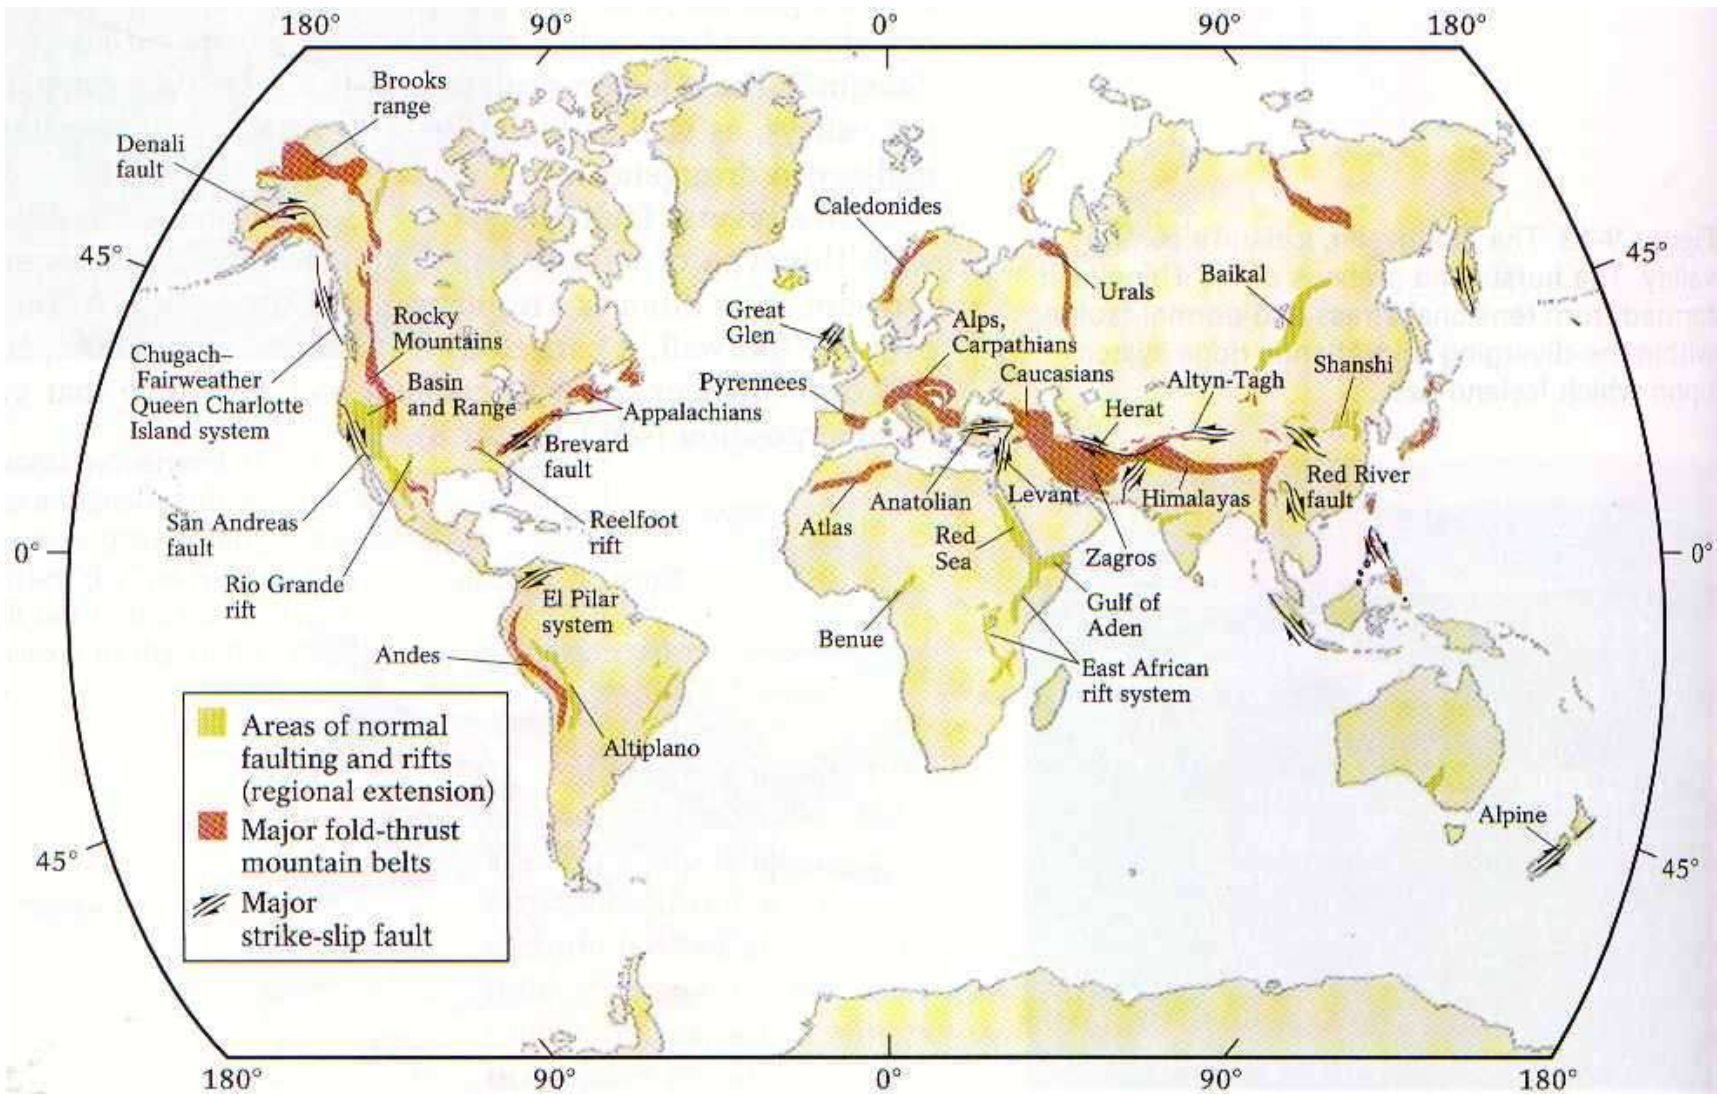 180°
90°
0°
90°
180°
Brooks
range
Denali
fault
Caledonides
45°
45°
Baikal
Urals
Great
Glen
Alps,
Carpathians
Rocky
Mountains
Chugach–
Fairweather
Queen Charlotte
Island system
Basin
and Range
Pyrennees
Caucasians
Altyn-Tagh
Shanshi
Herat
Appalachians
Brevard
fault
Red River
fault
Anatolian
Levant
Himalayas
San Andreas
fault
Reelfoot
rift
Atlas
Red
Sea
Zagros
0°
0°
Rio Grande
rift
El Pilar
system
Gulf of
Aden
Benue
Andes
East African
rift system
Altiplano
Areas of normal
faulting and rifts
(regional extension)
Major fold-thrust
mountain belts
Major
strike-slip fault
Alpine
45°
45°
180°
90°
0°
90°
180°